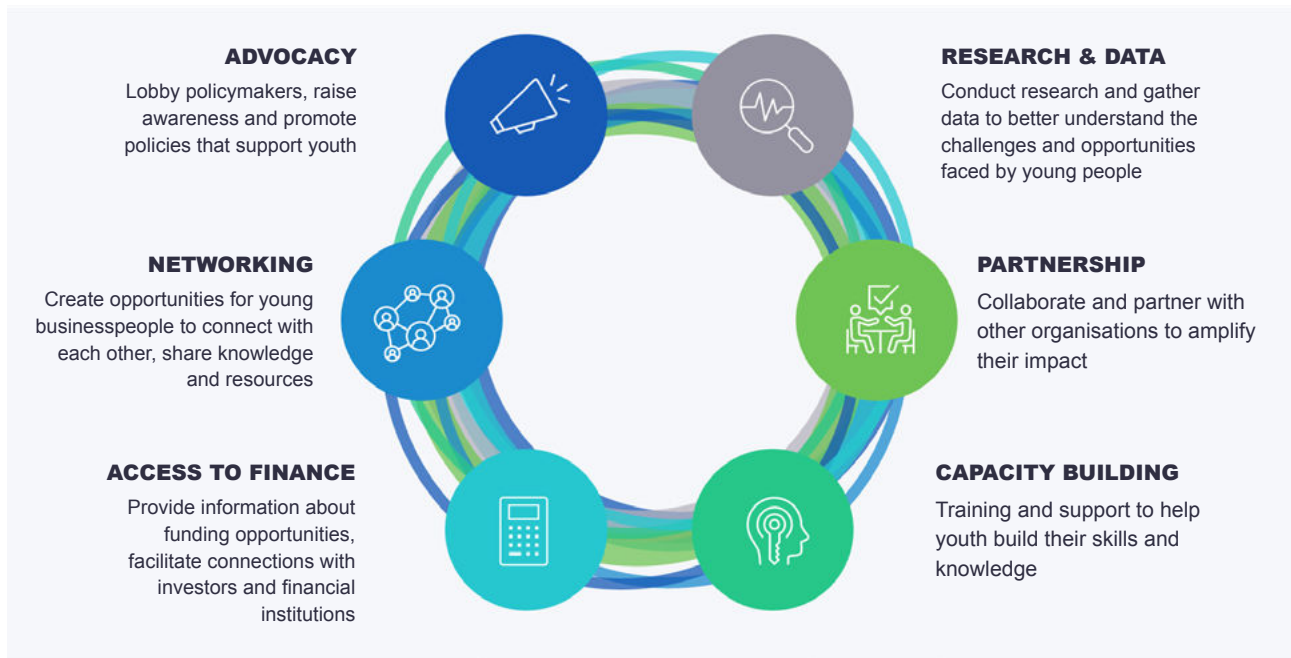 ADVOCACY
Lobby policymakers, raise
awareness and promote
policies that support youth
RESEARCH & DATA
Conduct research and gather
data to better understand the
challenges and opportunities
faced by young people
NETWORKING
Create opportunities for young
businesspeople to connect with
each other, share knowledge
and resources
PARTNERSHIP
Collaborate and partner with
other organisations to amplify
their impact
ACCESS TO FINANCE
Provide information about
funding opportunities,
facilitate connections with
investors and financial
institutions
CAPACITY BUILDING
Training and support to help
youth build their skills and
knowledge